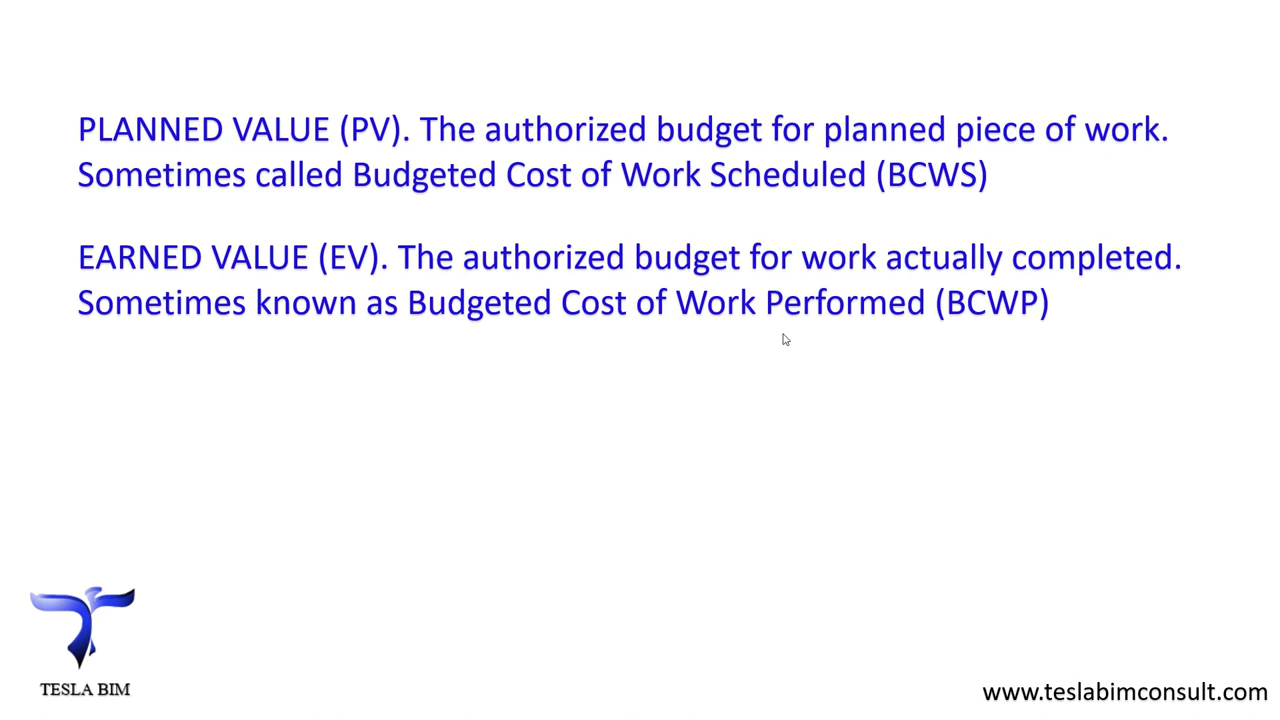 PLANNED VALUE (PV). The authorized budget for planned piece of work.
Sometimes called Budgeted Cost of Work Scheduled (BCWS)
EARNED VALUE (EV). The authorized budget for work actually completed.
Sometimes known as Budgeted Cost of Work Performed (BCWP)
TESLA BIM
www.teslabimconsult.com